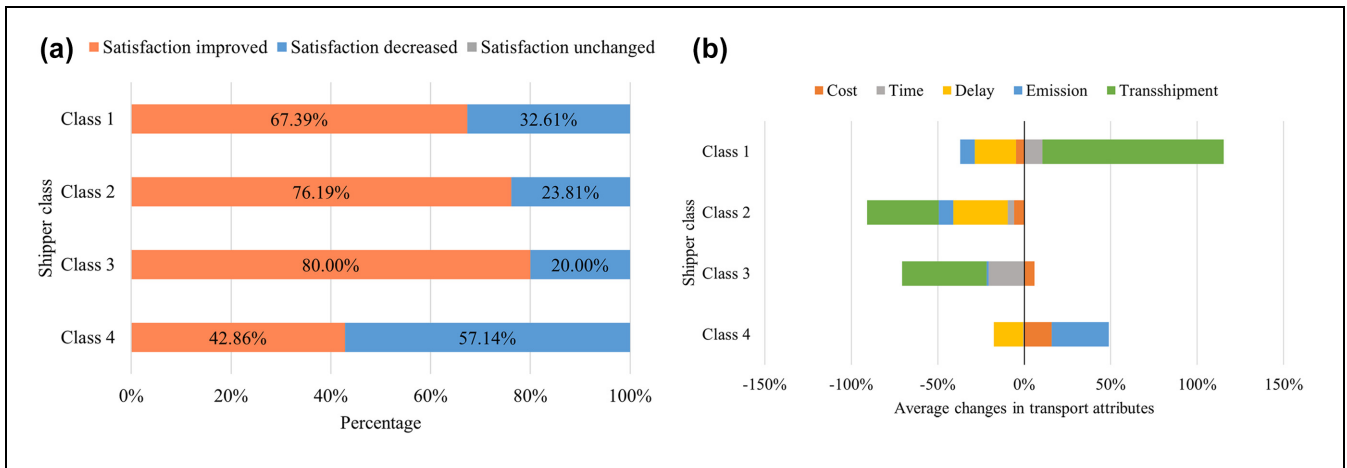 (a)
Satisfaction improved Satisfaction decreased Satisfaction unchanged
Shipper class
Class 1
67.39% 32.61%
Class 2
76.19% 23.81%
Class 3
80.00% 20.00%
Class 4
42.86% 57.14%
0% 20% 40% 60% 80% 100%
Percentage
(b)
Cost Time Delay Emission Transshipment
Shipper class
Class 1
Class 2
Class 3
Class 4
-150% -100% -50% 0% 50% 100% 150%
Average changes in transport attributes